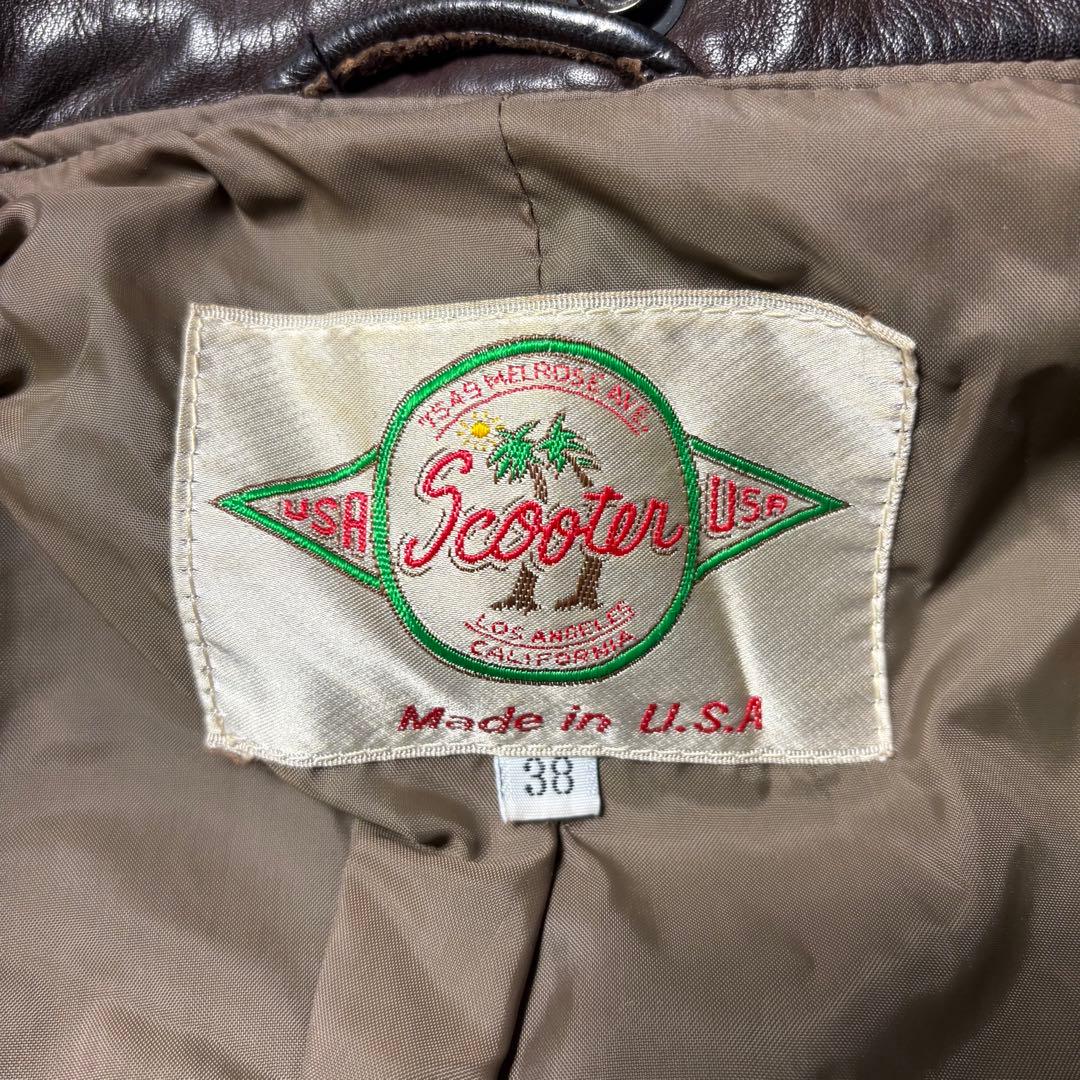 7549 MELROSE AVE.
USA
Scooter
USA
LOS ANGELES
CALIFORNIA
Made in U.S.A
38